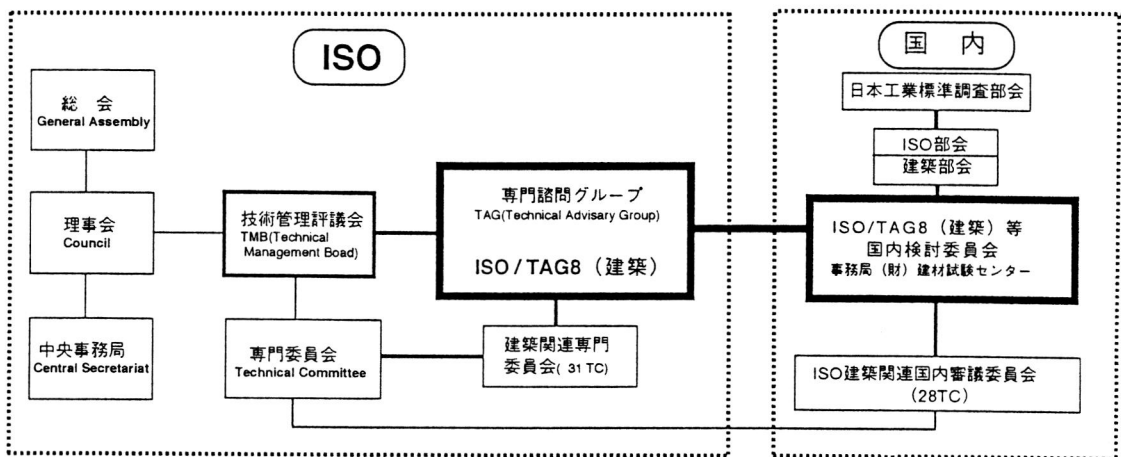 ISO
総 会
General Assembly
理事会
Council
中央事務局
Central Secretariat
技術管理評議会
TMB(Technical
Management Boad)
専門委員会
Technical Committee
専門諮問グループ
TAG(Technical Advisary Group)
ISO/TAG8(建築)
建築関連専門
委員会( 31 TC)
国 内
日本工業標準調査部会
ISO部会
建築部会
ISO/TAG8(建築)等
国内検討委員会
事務局(財)建材試験センター
ISO建築関連国内審議委員会
(28TC)